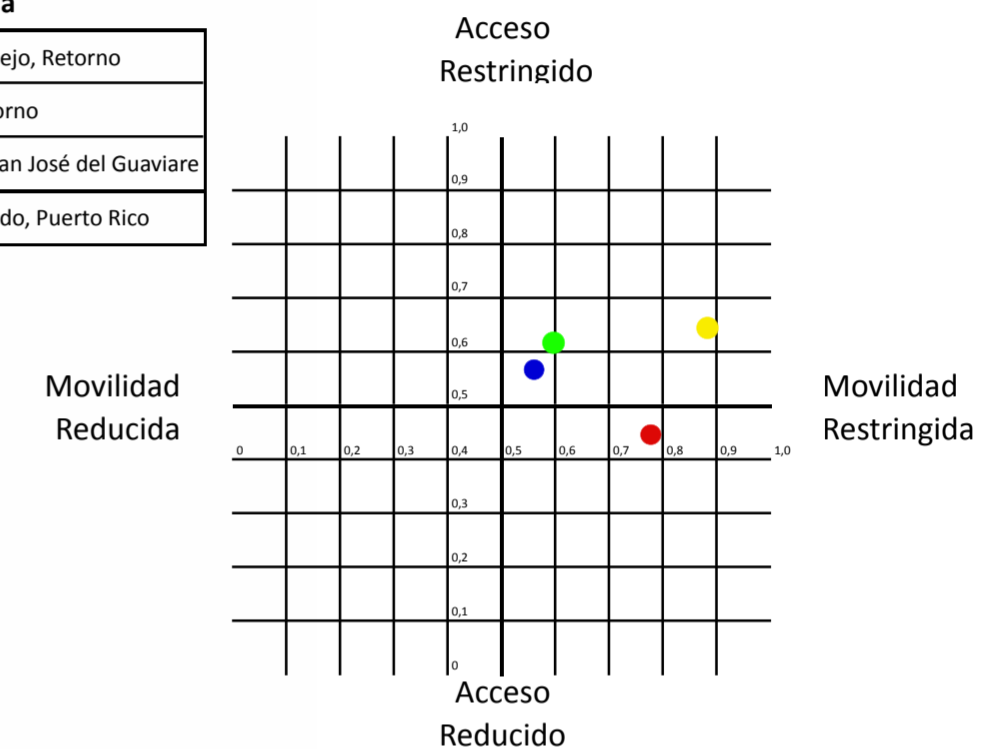 a
ejo, Retorno
orno
an José del Guaviare
do, Puerto Rico
Acceso
Restringido
1,0
0,9
0,8
0,7
0,6
0,5
Movilidad
Reducida
Movilidad
Restringida
0 0,1 0,2 0,3 0,4 0,5 0,6 0,7 0,8 0,9 1,0
0,3
0,2
0,1
0
Acceso
Reducido